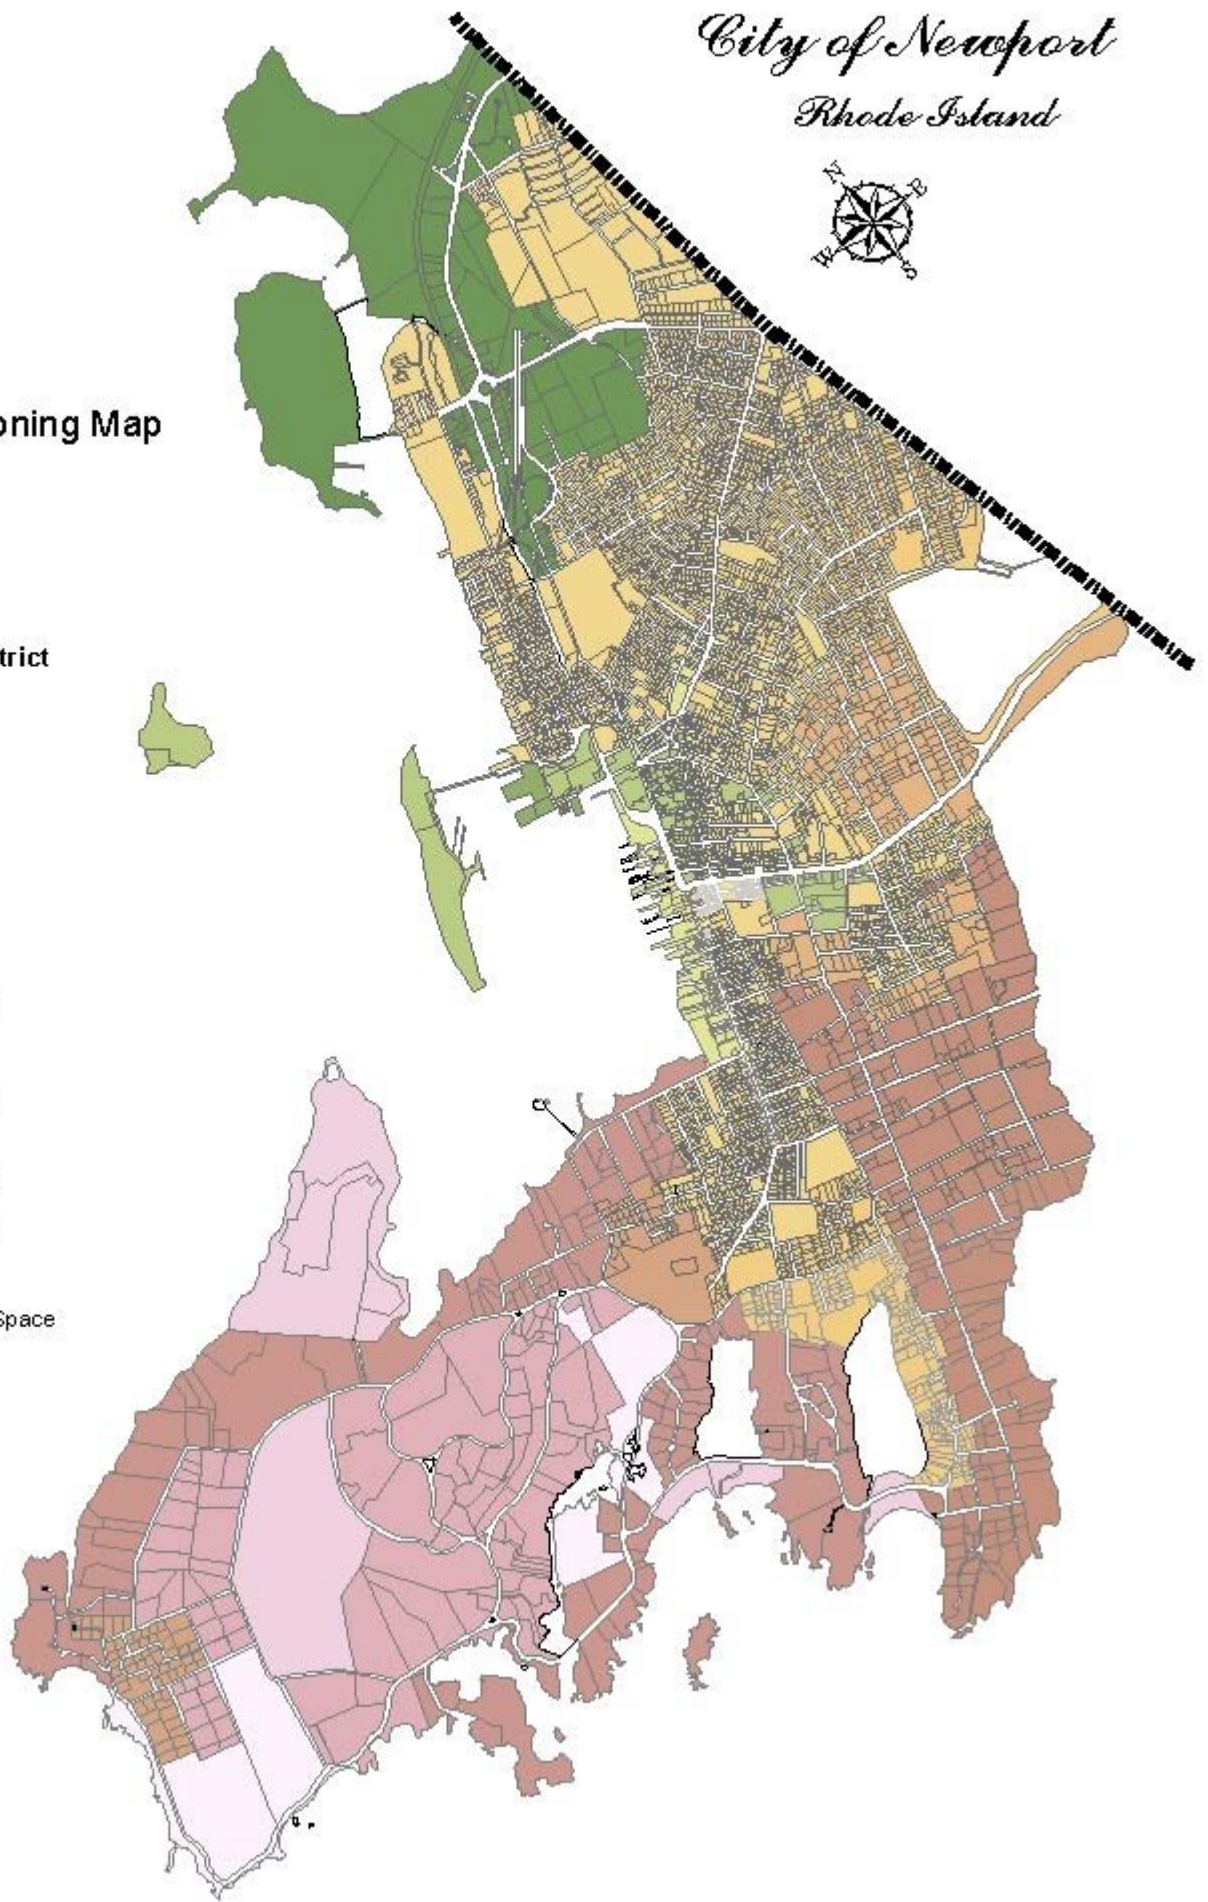 City of Newport
Rhode Island
N
E
W
S
oning Map
trict
Space